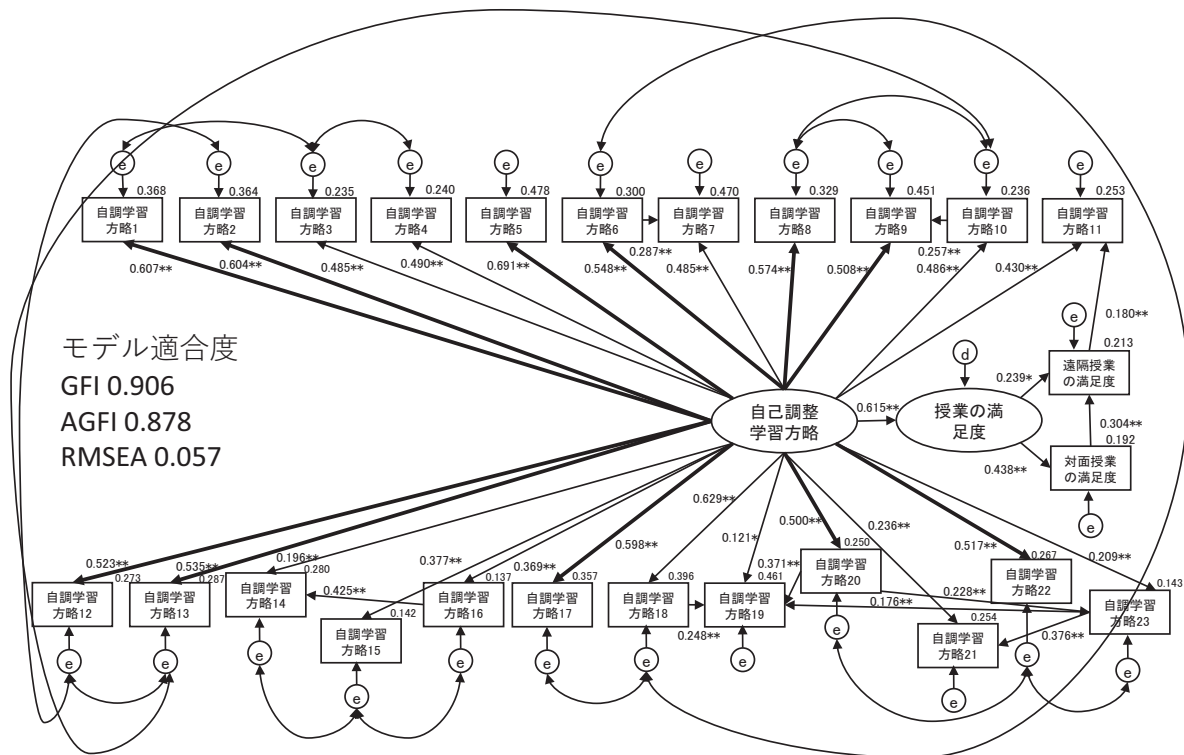 e
e
e
e
e
e
e
e
e
e
e
0.368
0.364
0.235
0.240
0.478
0.300
0.470
0.329
0.451
0.236
0.253
自調学習
方略1
自調学習
方略2
自調学習
方略3
自調学習
方略4
自調学習
方略5
自調学習
方略6
自調学習
方略7
自調学習
方略8
自調学習
方略9
自調学習
方略10
自調学習
方略11
0.607**
0.604**
0.485**
0.490**
0.691**
0.548**
0.287**
0.485**
0.574**
0.508**
0.257**
0.486**
0.430**
0.180**
モデル適合度
GFI 0.906
AGFI 0.878
RMSEA 0.057
e
0.213
遠隔授業
の満足度
d
0.239*
自己調整
学習方略
0.615**
授業の満
足度
0.304**
0.192
0.438**
対面授業
の満足度
e
0.523**
0.535**
0.196**
0.377**
0.369**
0.598**
0.629**
0.121*
0.500**
0.236**
0.517**
0.209**
0.273
自調学習
方略12
0.287
自調学習
方略13
0.280
自調学習
方略14
0.425**
0.142
自調学習
方略15
0.137
自調学習
方略16
0.357
自調学習
方略17
0.396
自調学習
方略18
0.248**
0.461
自調学習
方略19
0.371**
0.250
自調学習
方略20
0.228**
0.176**
0.254
自調学習
方略21
0.376**
0.267
自調学習
方略22
0.143
自調学習
方略23
e
e
e
e
e
e
e
e
e
e
e
e